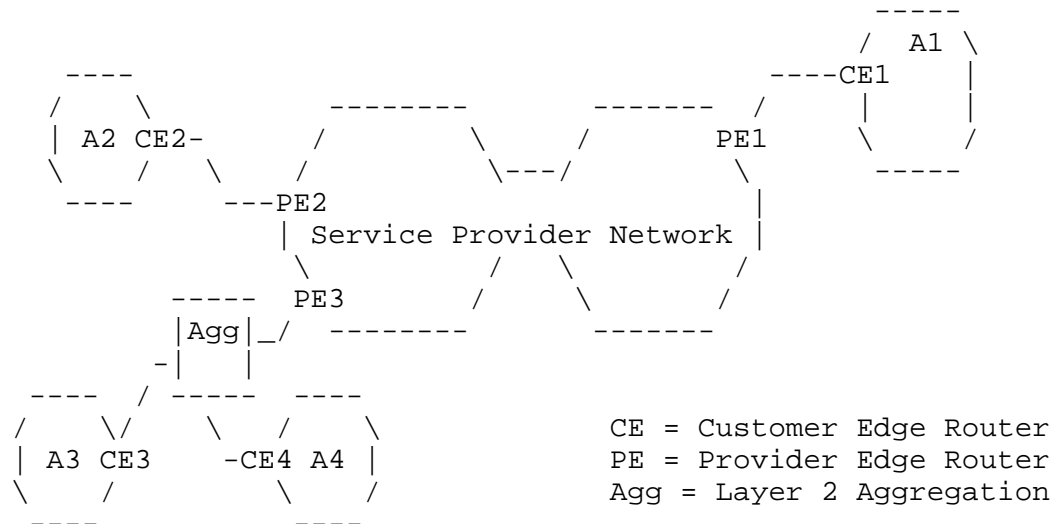 A1
CE1
A2 CE2
PE1
PE2
Service Provider Network
PE3
Agg
A3 CE3 CE4 A4
CE = Customer Edge Router
PE = Provider Edge Router
Agg = Layer 2 Aggregation